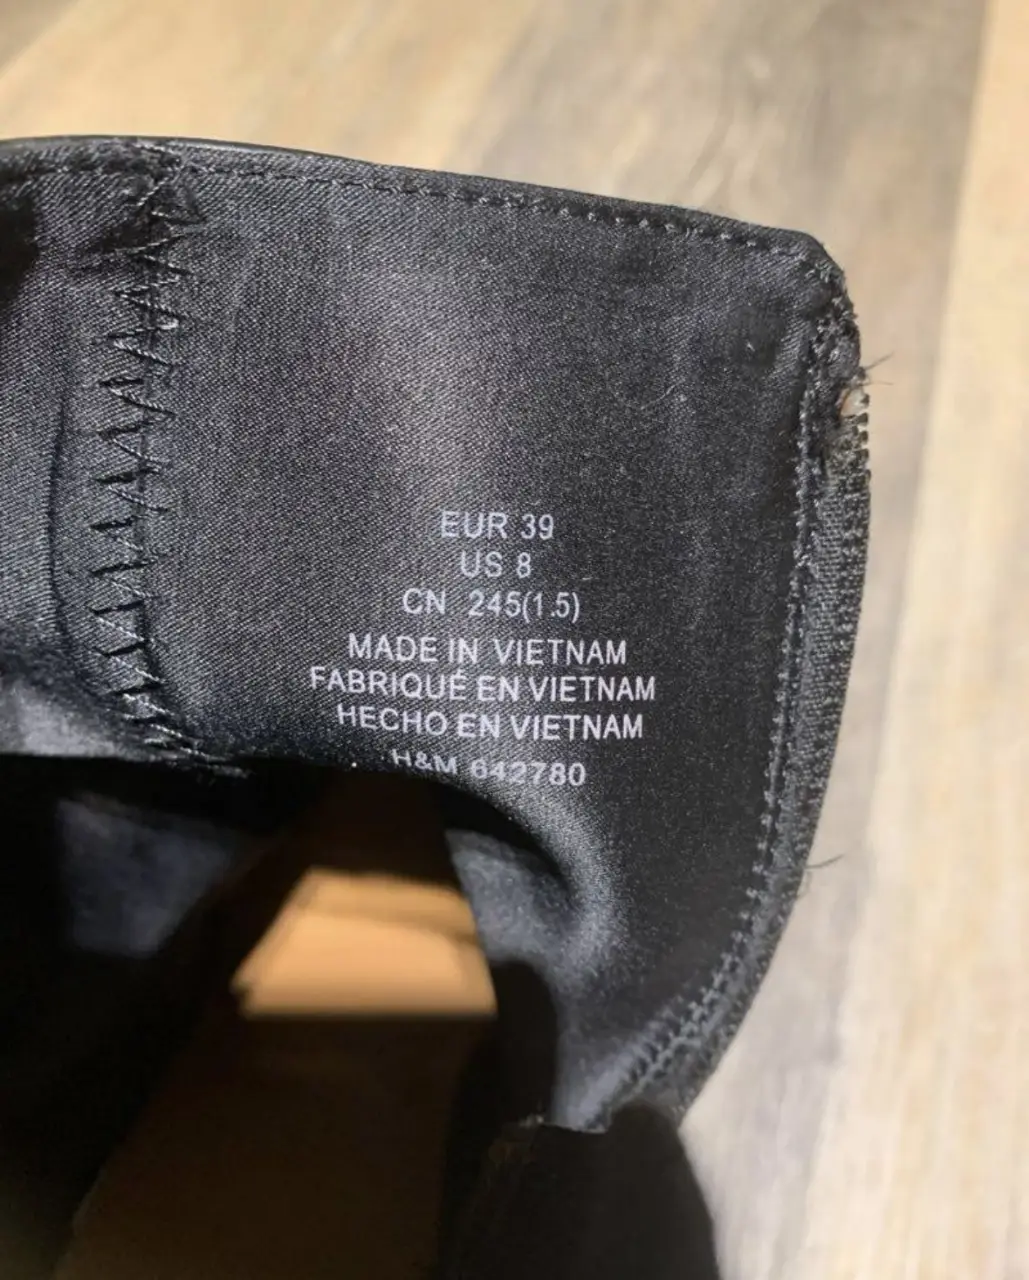 EUR 39
US 8
CN 245(1.5)
MADE IN VIETNAM
FABRIQUÉ EN VIETNAM
HECHO EN VIETNAM
H&M 642780